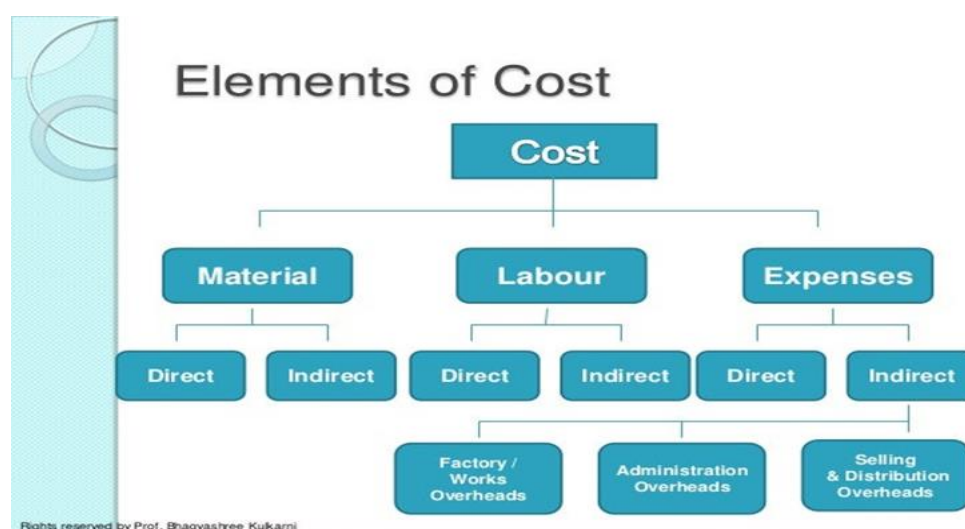 Elements of Cost
Cost
Material
Labour
Expenses
Direct
Indirect
Direct
Indirect
Direct
Indirect
Factory /
Works
Overheads
Administration
Overheads
Selling
& Distribution
Overheads
Rights reserved by Prof. Bhagyashree Kulkarni